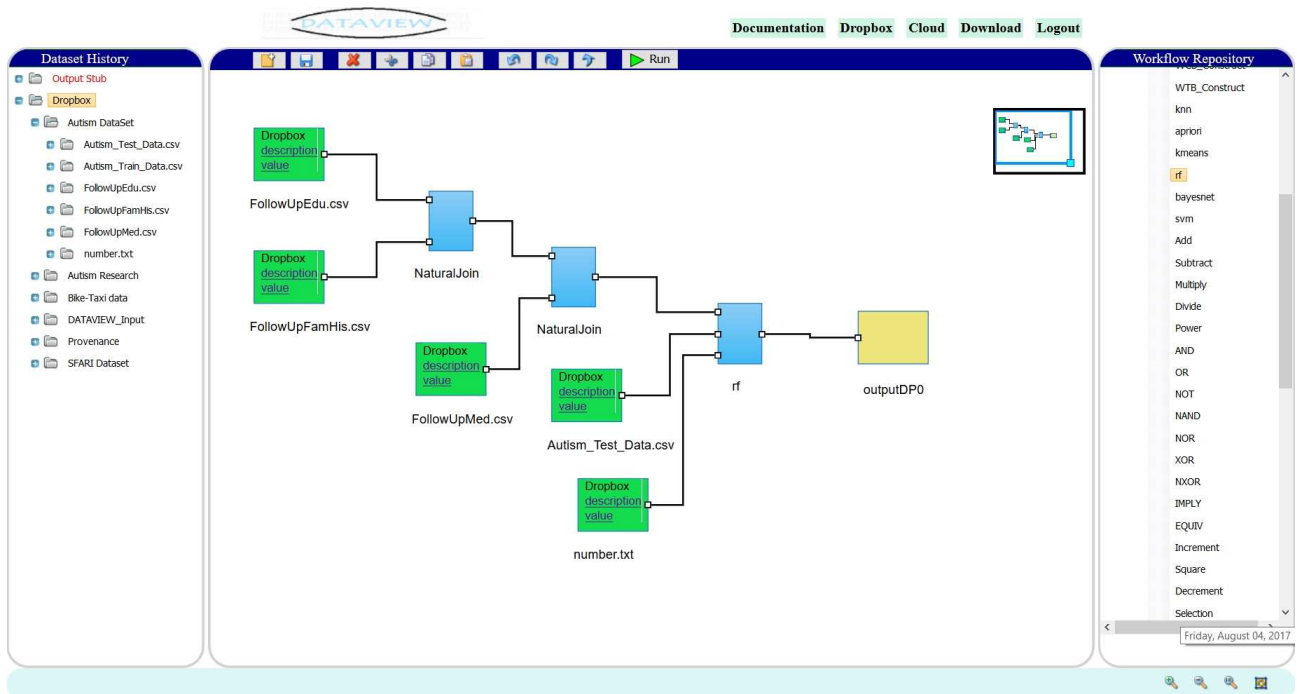 DATAVIEW
Documentation Dropbox Cloud Download Logout
Dataset History
Output Stub
Dropbox
Autism DataSet
Autism_Test_Data.csv
Autism_Train_Data.csv
FollowUpEdu.csv
FollowUpFamHis.csv
FollowUpMed.csv
number.txt
Autism Research
Bike-Taxi data
DATAVIEW_Input
Provenance
SFARI Dataset
Run
Dropbox
description
value
FollowUpEdu.csv
Dropbox
description
value
FollowUpFamHis.csv
NaturalJoin
Dropbox
description
value
FollowUpMed.csv
NaturalJoin
Dropbox
description
value
Autism_Test_Data.csv
Dropbox
description
value
number.txt
rf
outputDP0
Workflow Repository
WTB_Construct
knn
apriori
kmeans
rf
bayesnet
svm
Add
Subtract
Multiply
Divide
Power
AND
OR
NOT
NAND
NOR
XOR
NXOR
IMPLY
EQUIV
Increment
Square
Decrement
Selection
Friday, August 04, 2017